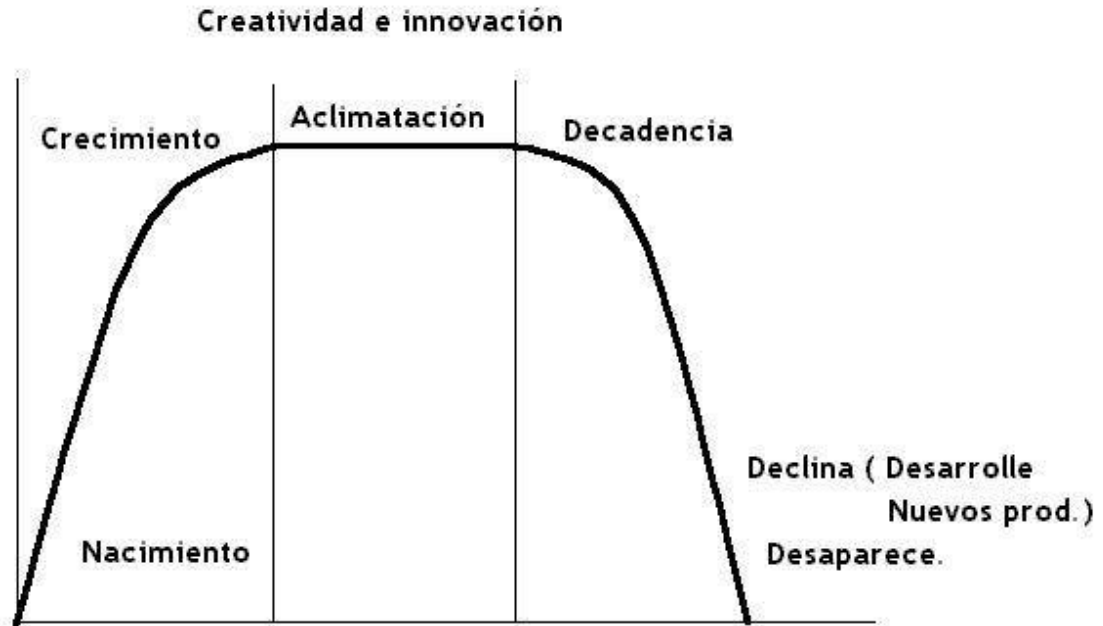 Creatividad e innovación
Aclimatación
Crecimiento
Decadencia
Declina ( Desarrolle
Nuevos prod.)
Nacimiento
Desaparece.